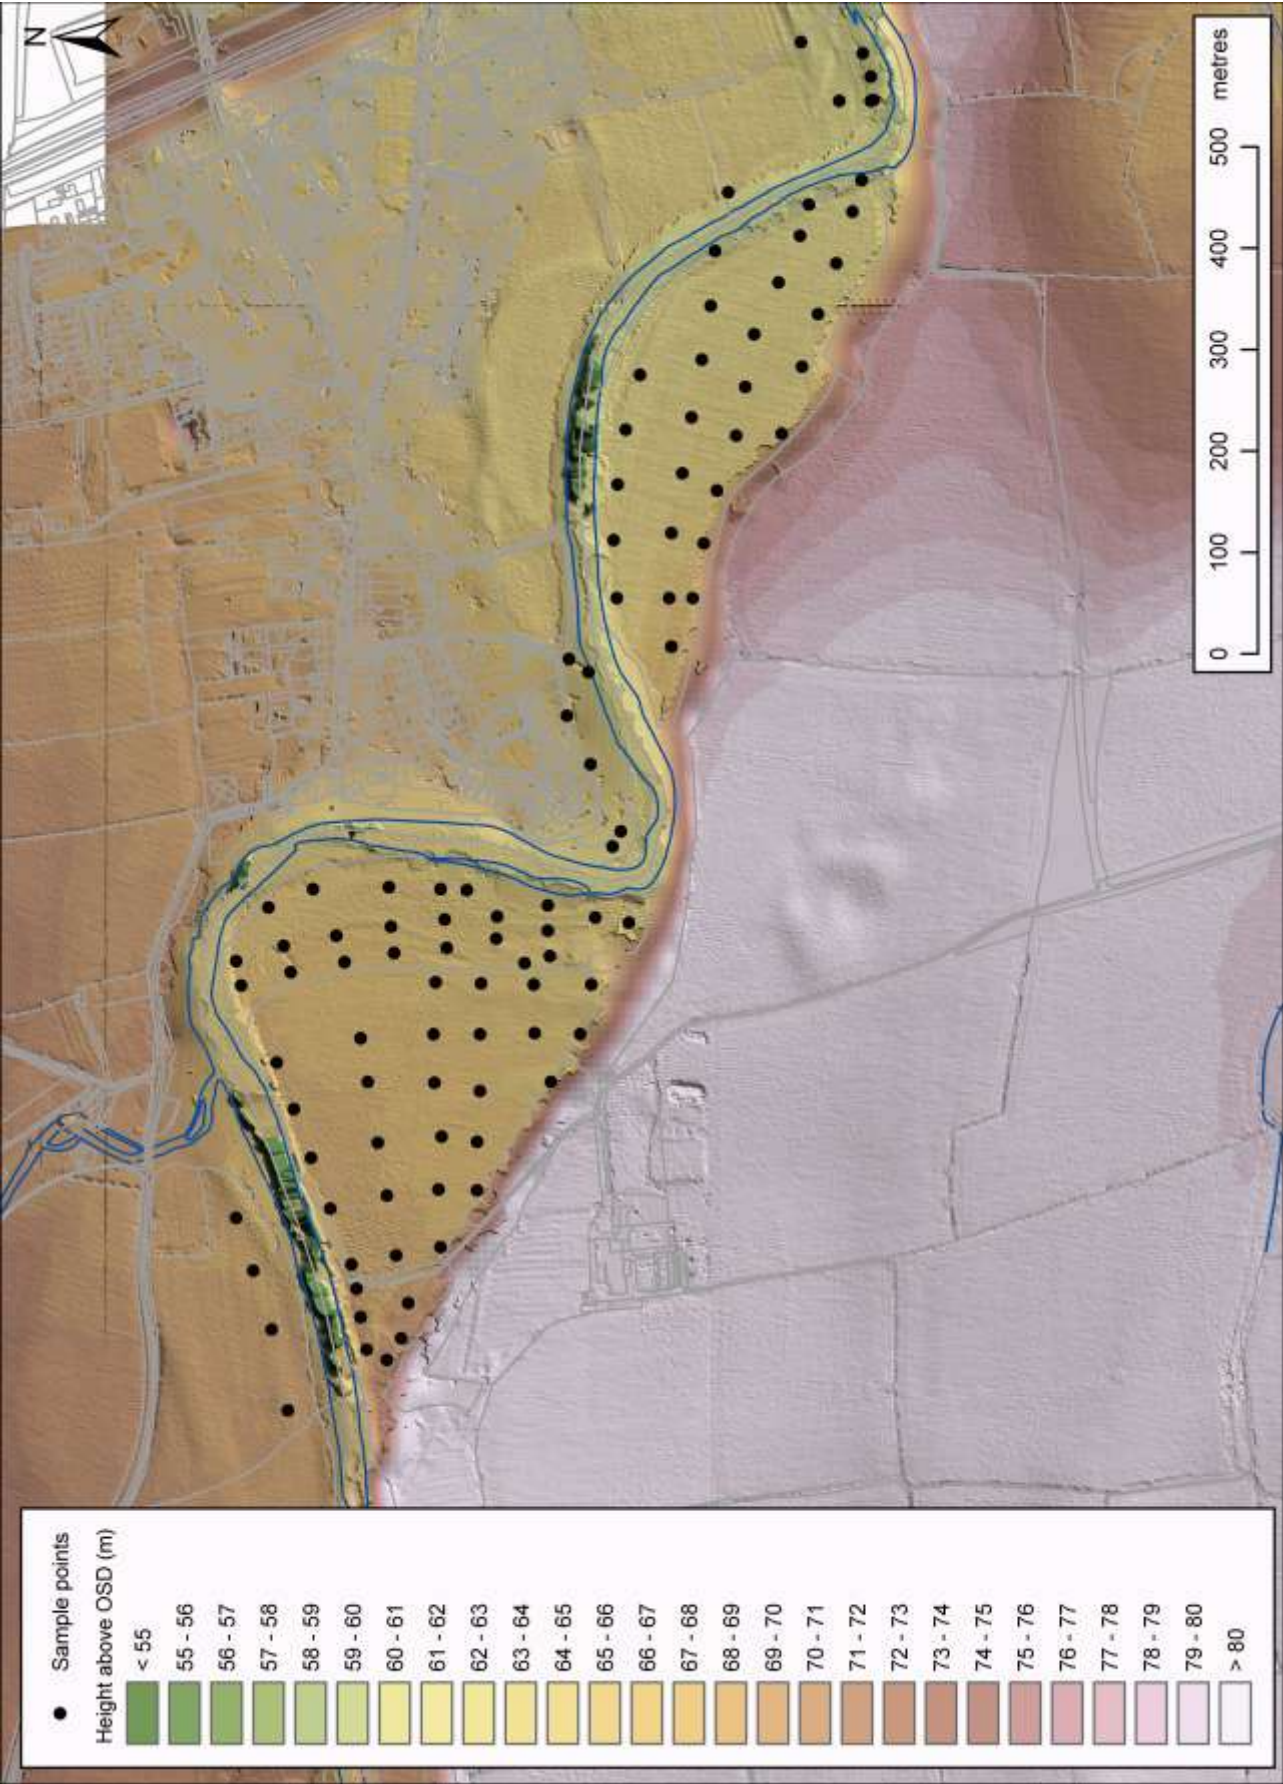 N
Sample points
Height above OSD (m)
< 55
55 - 56
56 - 57
57 - 58
58 - 59
59 - 60
60 - 61
61 - 62
62 - 63
63 - 64
64 - 65
65 - 66
66 - 67
67 - 68
68 - 69
69 - 70
70 - 71
71 - 72
72 - 73
73 - 74
74 - 75
75 - 76
76 - 77
77 - 78
78 - 79
79 - 80
> 80
0 100 200 300 400 500 metres